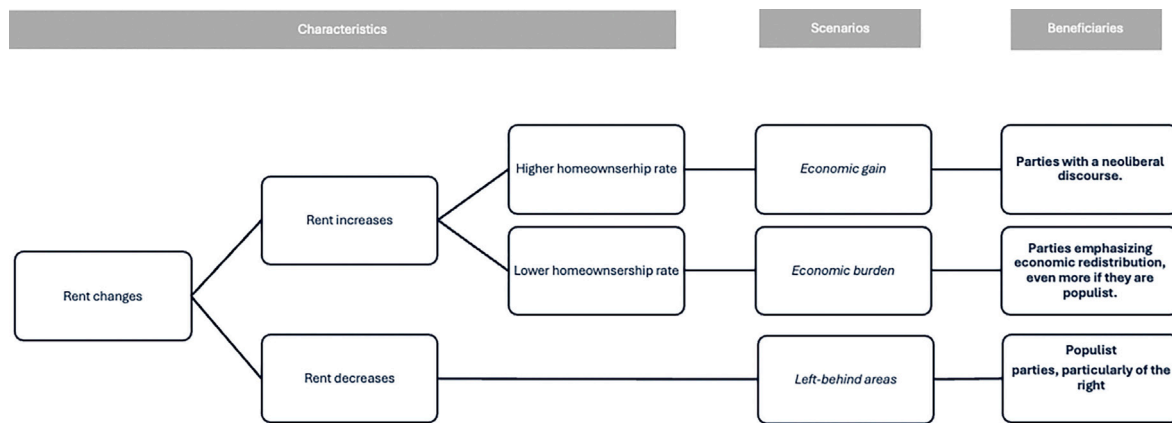 Characteristics
Scenarios
Beneficiaries
Higher homeownserhip rate
Economic gain
Parties with a neoliberal
discourse.
Rent increases
Lower homeownsership rate
Economic burden
Parties emphasizing
economic redistribution,
even more if they are
populist.
Rent changes
Rent decreases
Left-behind areas
Populist
parties, particularly of the
right